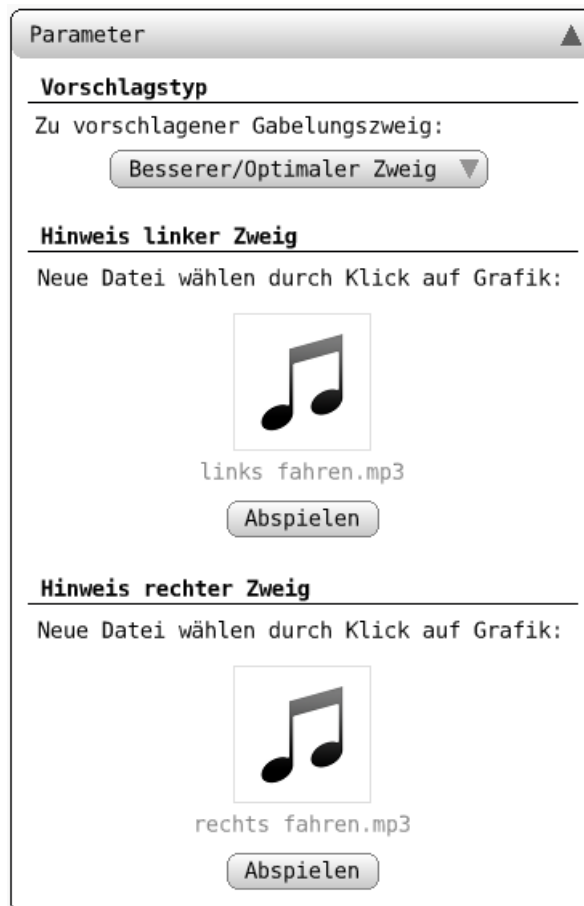 Parameter
Vorschlagstyp
Zu vorschlagener Gabelungszweig:
Besserer/Optimaler Zweig
Hinweis linker Zweig
Neue Datei wählen durch Klick auf Grafik:
links fahren.mp3
Abspielen
Hinweis rechter Zweig
Neue Datei wählen durch Klick auf Grafik:
rechts fahren.mp3
Abspielen